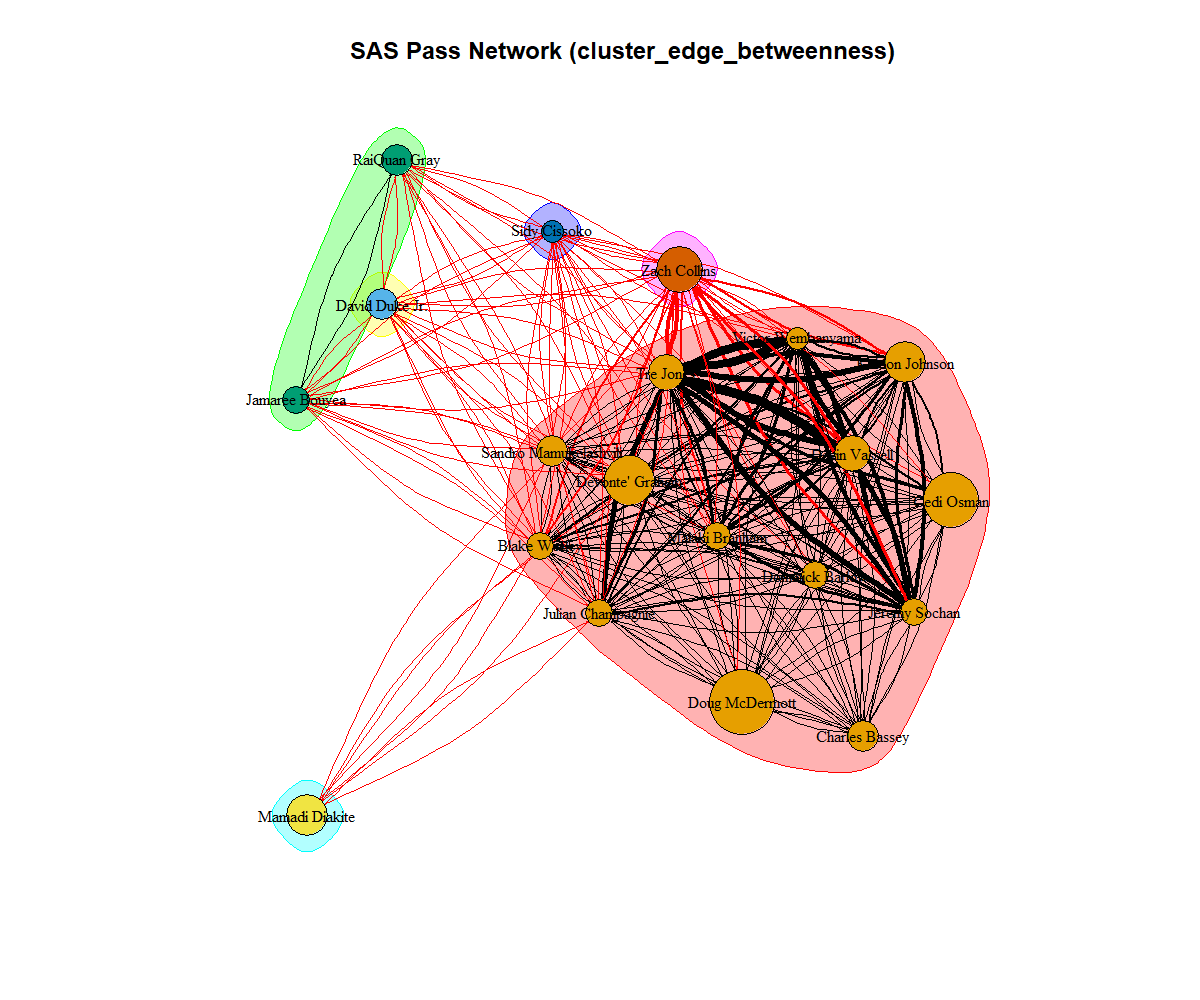 SAS Pass Network (cluster_edge_betweenness)
RaiQuan Gray
Sidy Cissoko
Zach Collins
David Duke Jr.
Victor Wembanyama
Johnson
Tre Jones
Jamaree Bouyea
Sandro Mamukelashvili
Devin Vassell
Devonte' Graham
Cedi Osman
Malaki Branham
Blake Wesley
Dominick Barlow
Julian Champagnie
Jeremy Sochan
Doug McDermott
Charles Bassey
Mamadi Diakite